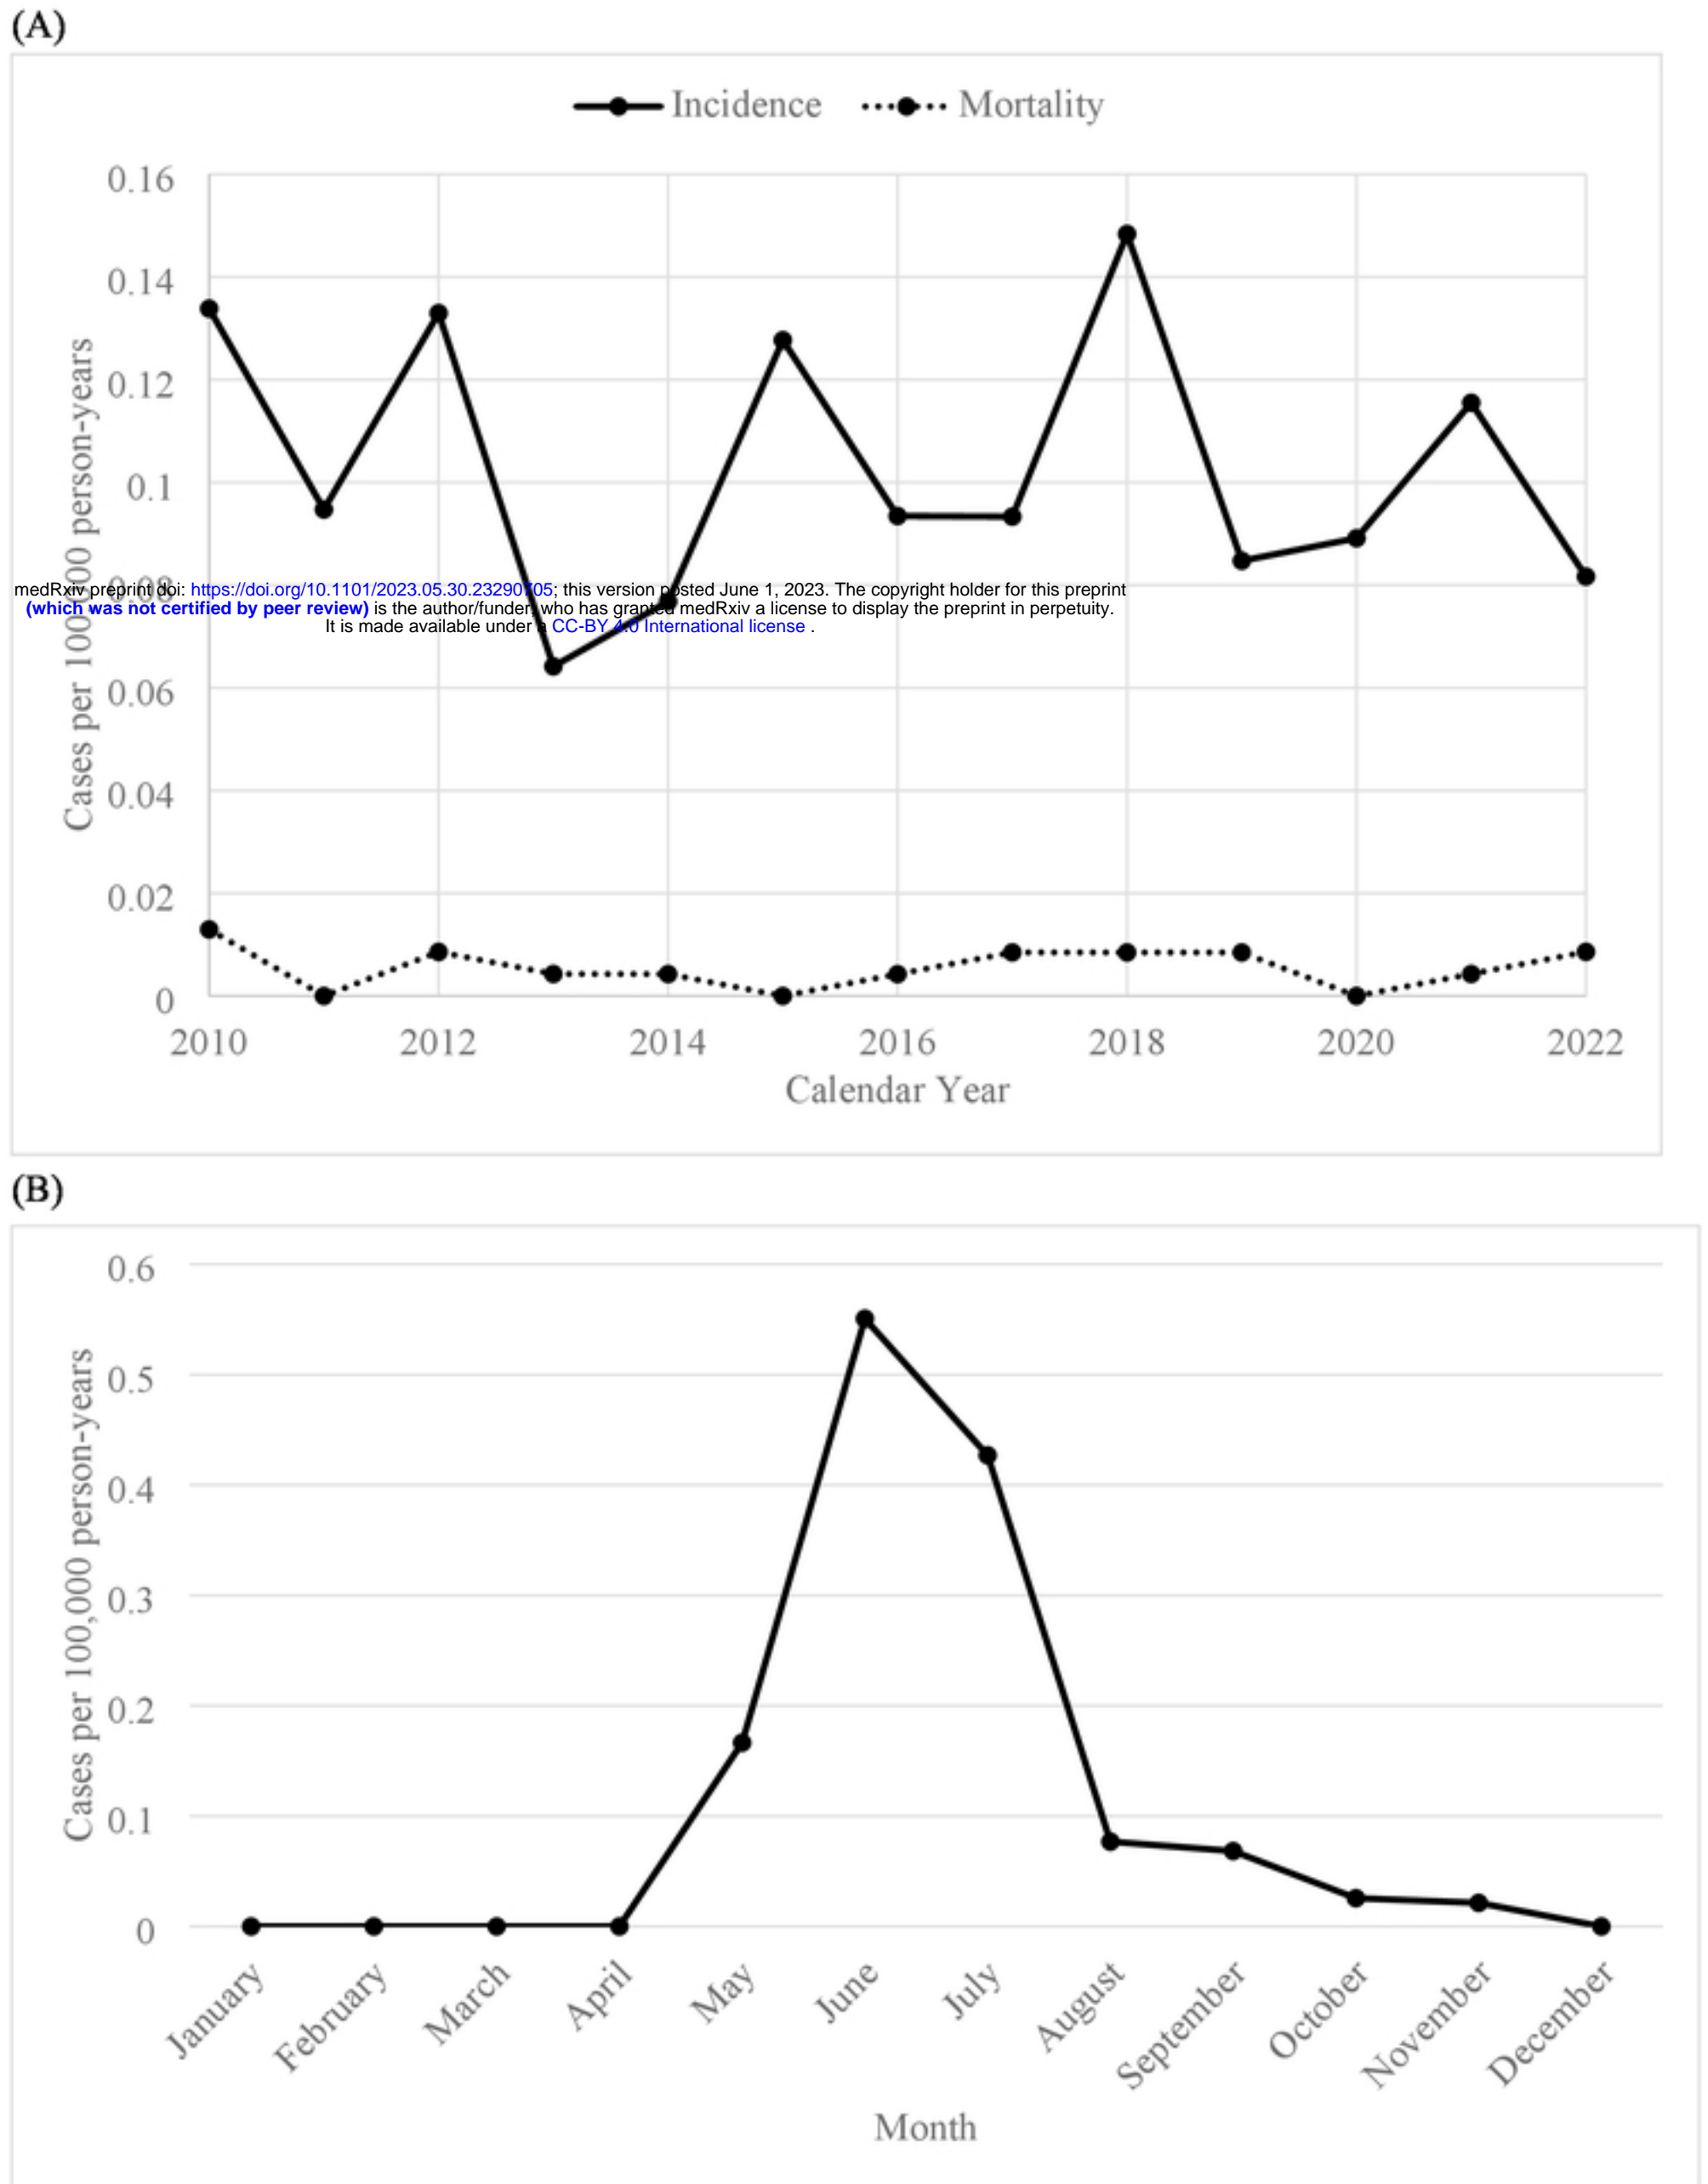 (A)
Incidence Mortality
0.16
0.14
0.12
0.1
0.08
0.06
0.04
0.02
0
Cases per 100,000 person-years
medRxiv preprint doi: https://doi.org/10.1101/2023.05.30.23290705; this version posted June 1, 2023. The copyright holder for this preprint
(which was not certified by peer review) is the author/funder, who has granted medRxiv a license to display the preprint in perpetuity.
It is made available under a CC-BY 4.0 International license .
2010 2012 2014 2016 2018 2020 2022
Calendar Year
(B)
0.6
0.5
0.4
0.3
0.2
0.1
0
Cases per 100,000 person-years
January February March April May June July August September October November December
Month